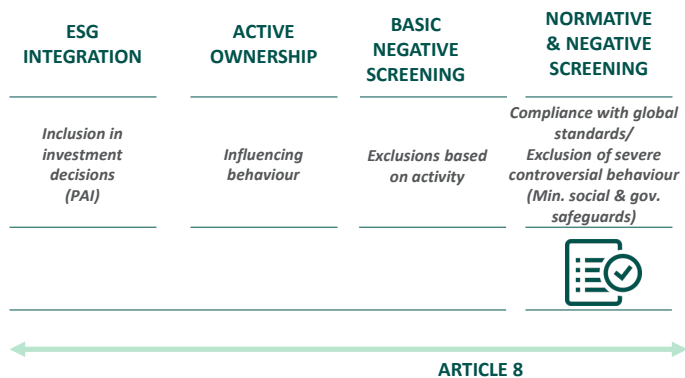 ESG
INTEGRATION
ACTIVE
OWNERSHIP
BASIC
NEGATIVE
SCREENING
NORMATIVE
& NEGATIVE
SCREENING
Inclusion in
investment
decisions
(PAI)
Influencing
behaviour
Exclusions based
on activity
Compliance with global
standards/
Exclusion of severe
controversial behaviour
(Min. social & gov.
safeguards)
ARTICLE 8